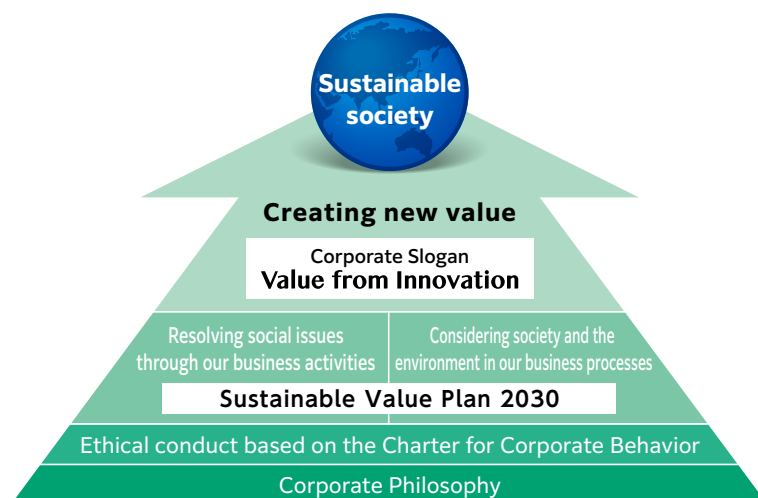 Sustainable
society
Creating new value
Corporate Slogan
Value from Innovation
Resolving social issues
through our business activities
Considering society and the
environment in our business processes
Sustainable Value Plan 2030
Ethical conduct based on the Charter for Corporate Behavior
Corporate Philosophy